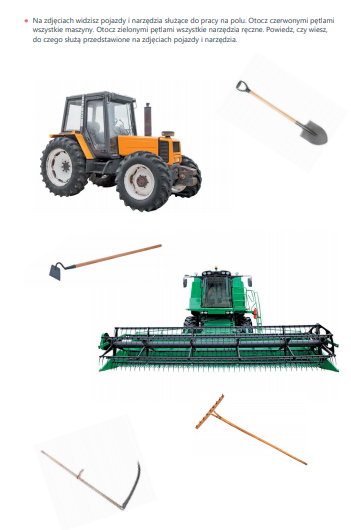 • Na zdjęciach widzisz pojazdy i narzędzia służące do pracy na polu. Otocz czerwonymi pętlami
wszystkie maszyny. Otocz zielonymi pętlami wszystkie narzędzia ręczne. Powiedz, czy wiesz,
do czego służą przedstawione na zdjęciach pojazdy i narzędzia.